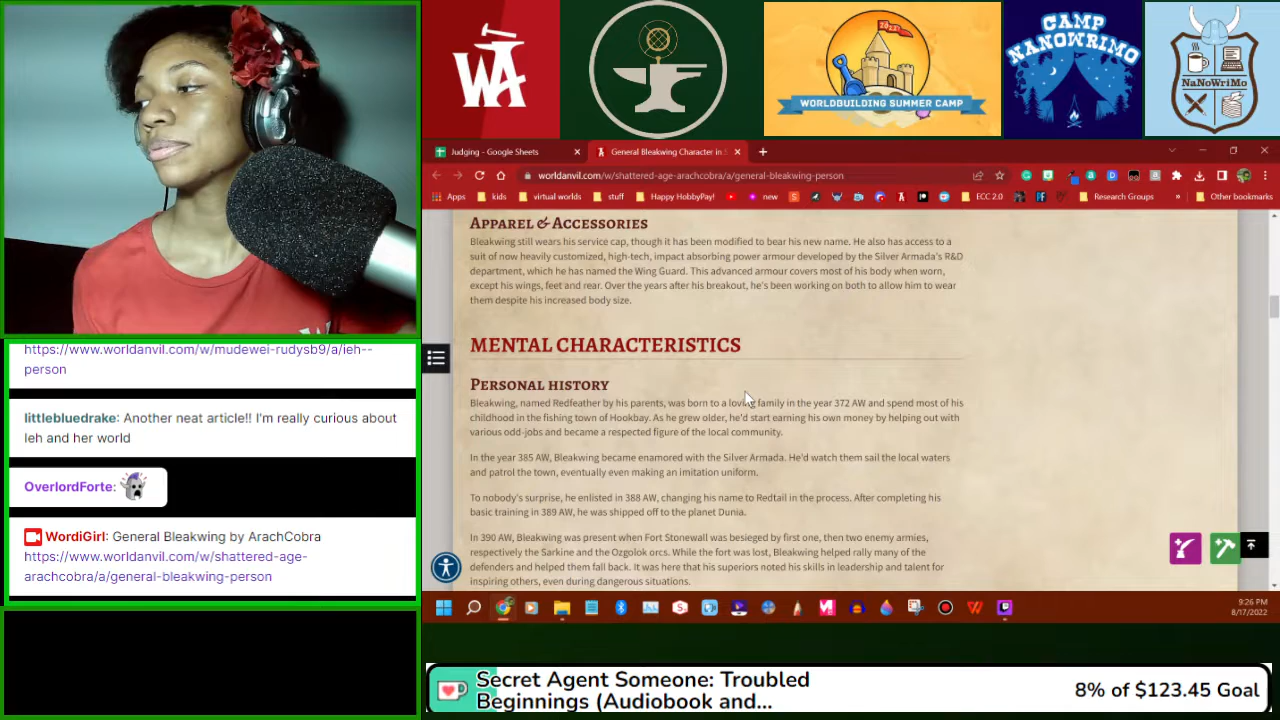 https://www.worldanvil.com/w/mudewei-rudysb9/a/ieh--
person
littlebluedrake: Another neat article!! I'm really curious about
Ieh and her world
OverlordForte:
WordiGirl: General Bleakwing by ArachCobra
https://www.worldanvil.com/w/shattered-age-
arachcobra/a/general-bleakwing-person
WA
2022
WORLDBUILDING SUMMER CAMP
CAMP
NANOWRIMO
NaNoWriMo
Judging - Google Sheets
General Bleakwing Character in S
worldanvil.com/w/shattered-age-arachcobra/a/general-bleakwing-person
Apps
kids
virtual worlds
stuff
Happy HobbyPay!
new
ECC 2.0
Research Groups
»
Other bookmarks
APPAREL & ACCESSORIES
Bleakwing still wears his service cap, though it has been modified to bear his new name. He also has access to a
suit of now heavily customized, high-tech, impact absorbing power armour developed by the Silver Armada's R&D
department, which he has named the Wing Guard. This advanced armour covers most of his body when worn,
except his wings, feet and rear. Over the years after his breakout, he's been working on both to allow him to wear
them despite his increased body size.
MENTAL CHARACTERISTICS
PERSONAL HISTORY
Bleakwing, named Redfeather by his parents, was born to a loving family in the year 372 AW and spend most of his
childhood in the fishing town of Hookbay. As he grew older, he'd start earning his own money by helping out with
various odd-jobs and became a respected figure of the local community.
In the year 385 AW, Bleakwing became enamored with the Silver Armada. He'd watch them sail the local waters
and patrol the town, eventually even making an imitation uniform.
To nobody's surprise, he enlisted in 388 AW, changing his name to Redtail in the process. After completing his
basic training in 389 AW, he was shipped off to the planet Dunia.
In 390 AW, Bleakwing was present when Fort Stonewall was besieged by first one, then two enemy armies,
respectively the Sarkine and the Ozgolok orcs. While the fort was lost, Bleakwing helped rally many of the
defenders and helped them fall back. It was here that his superiors noted his skills in leadership and talent for
inspiring others, even during dangerous situations.
9:26 PM
8/17/2022
Secret Agent Someone: Troubled
Beginnings (Audiobook and...
8% of $123.45 Goal